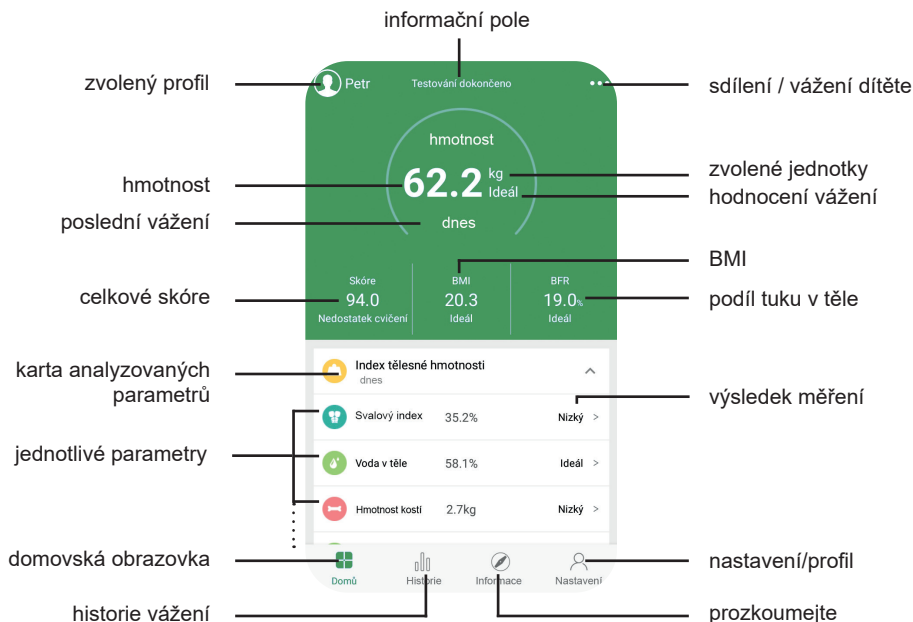 informační pole
zvolený profil
Petr
Testování dokončeno
sdílení / vážení dítěte
hmotnost
hmotnost
62.2 kg
Ideál
zvolené jednotky
hodnocení vážení
poslední vážení
dnes
BMI
celkové skóre
Skóre
94.0
Nedostatek cvičení
BMI
20.3
Ideál
BFR
19.0%
Ideál
podíl tuku v těle
karta analyzovaných
parametrů
Index tělesné hmotnosti
dnes
výsledek měření
jednotlivé parametry
Svalový index 35.2% Nizký >
Voda v těle 58.1% Ideál >
Hmotnost kostí 2.7kg Nizký >
domovská obrazovka
Domů
Historie
Informace
Nastavení
nastavení/profil
historie vážení
prozkoumejte